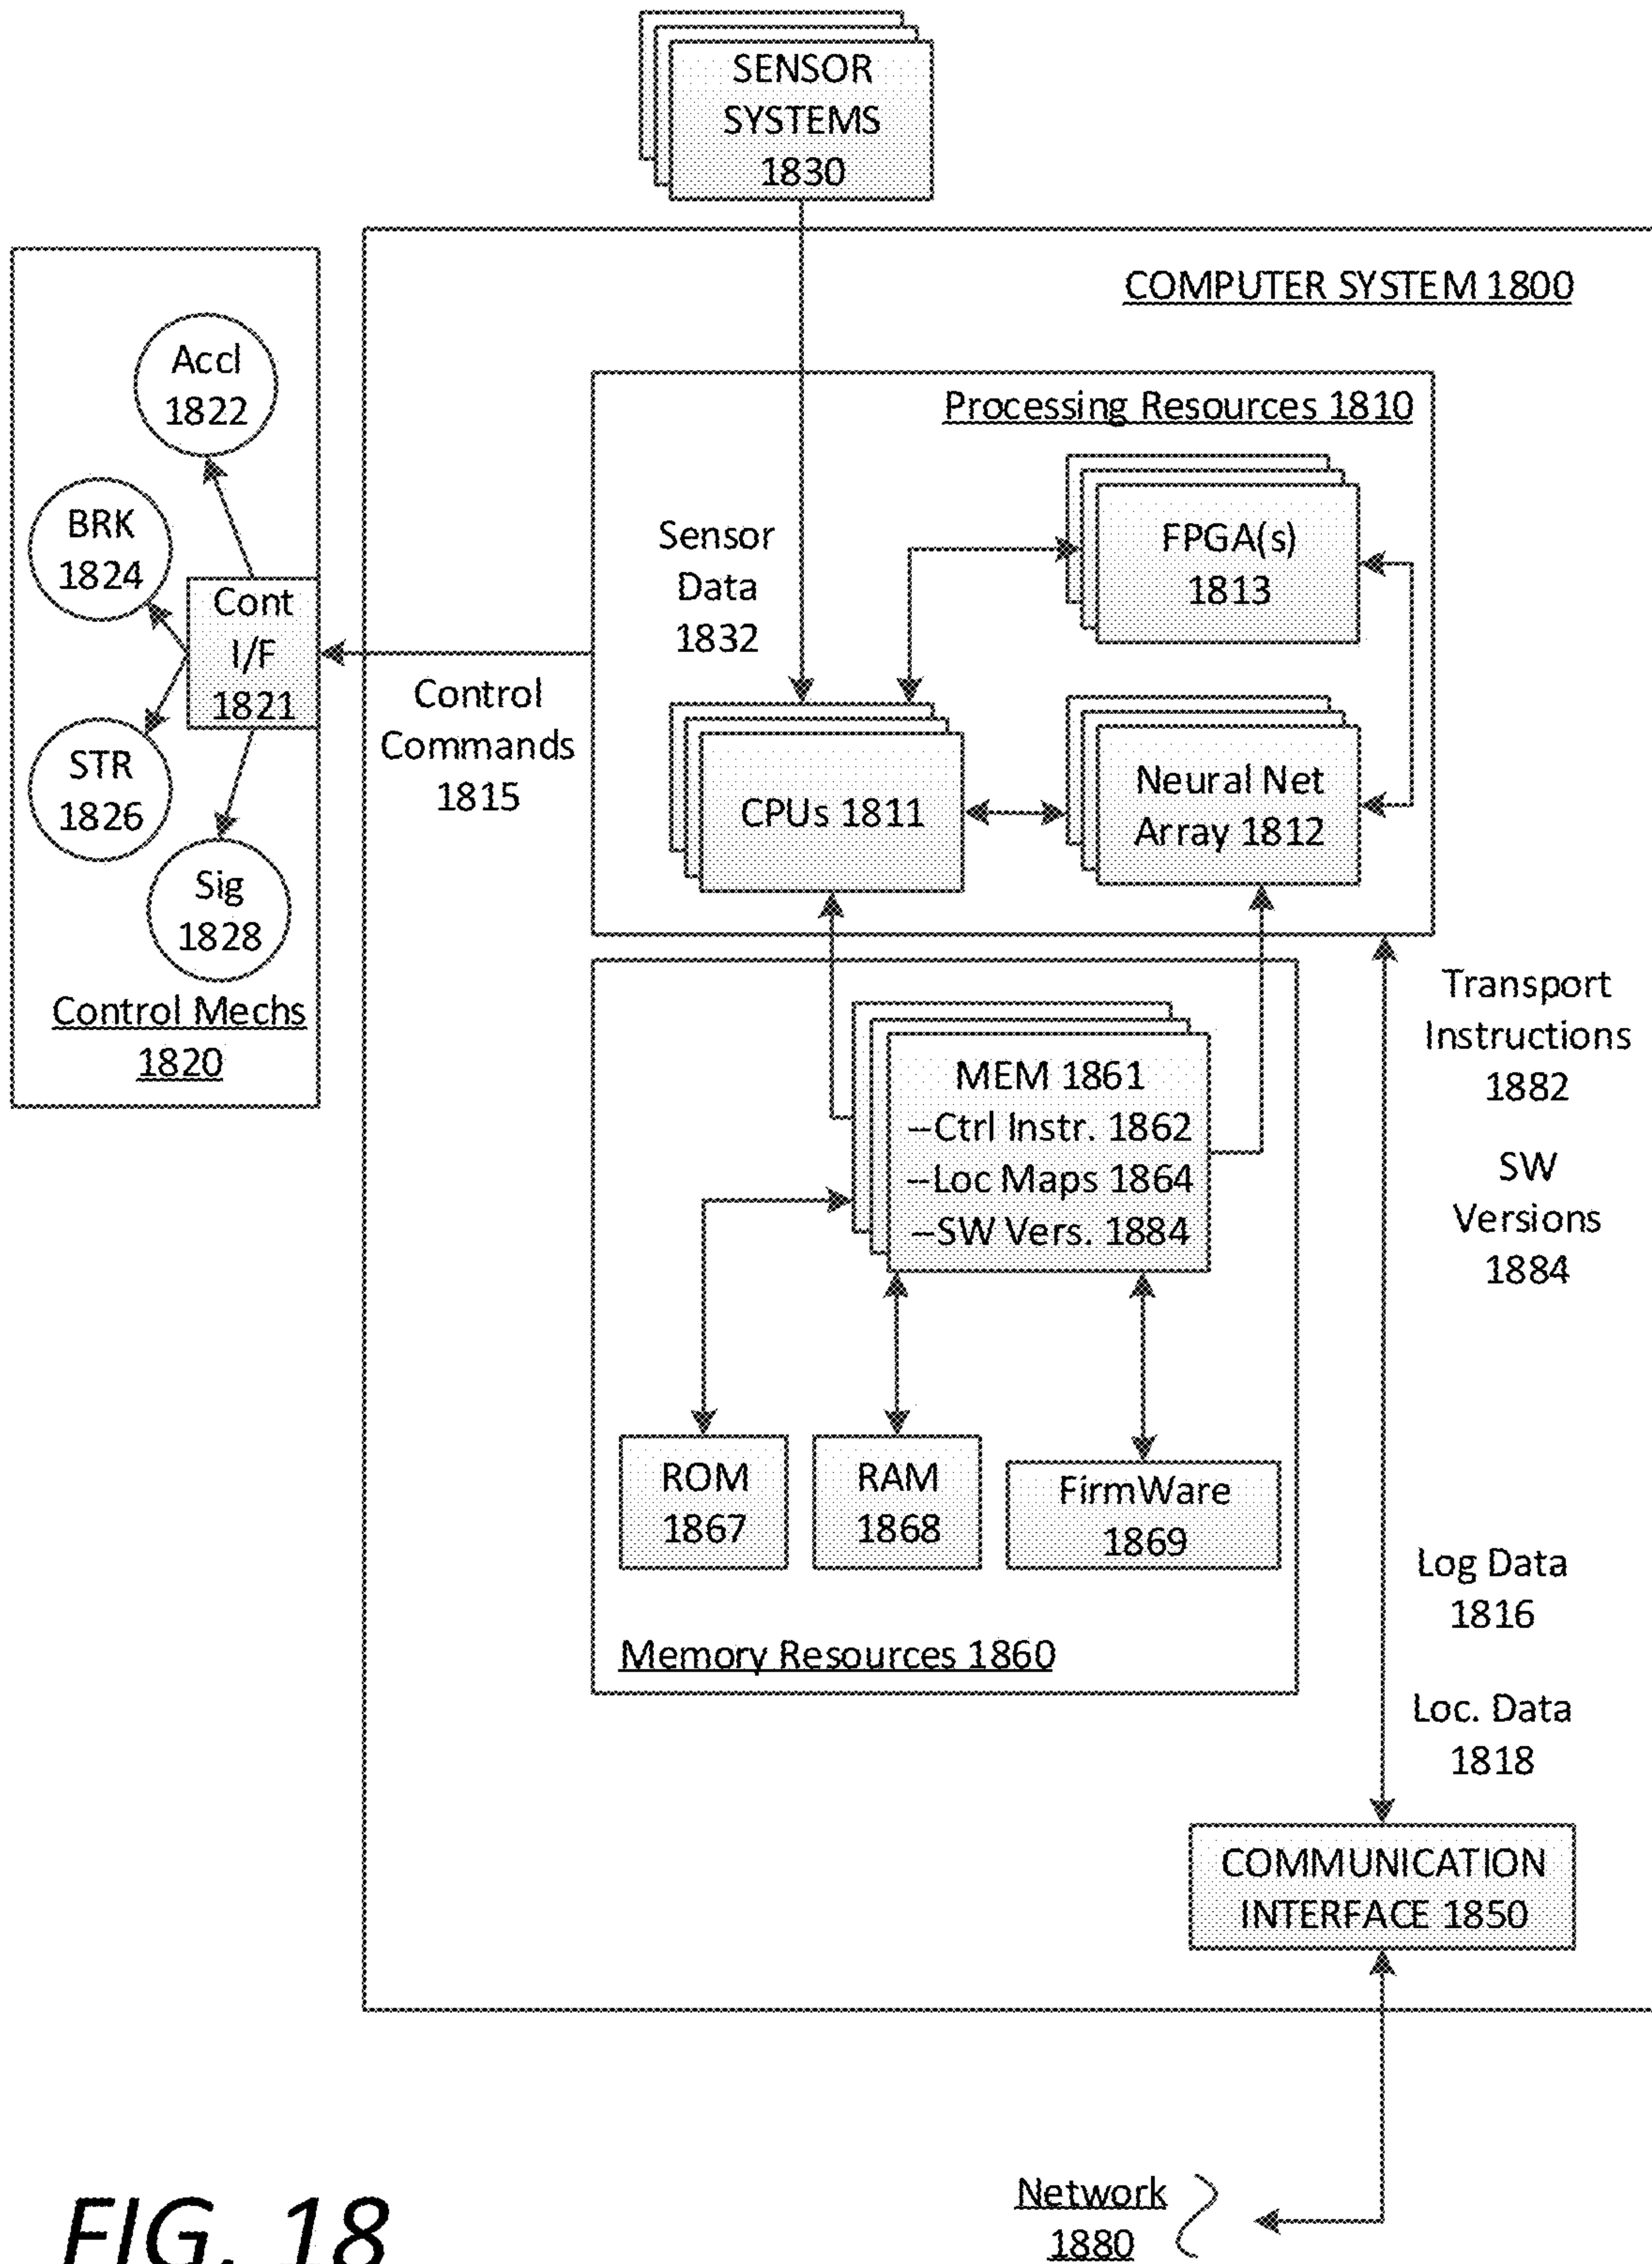 SENSOR
SYSTEMS
1830
COMPUTER SYSTEM 1800
Accl
1822
BRK
1824
Cont
I/F
1821
STR
1826
Sig
1828
Control Mechs
1820
Control
Commands
1815
Processing Resources 1810
Sensor
Data
1832
FPGA(s)
1813
CPUs 1811
Neural Net
Array 1812
MEM 1861
–Ctrl Instr. 1862
–Loc Maps 1864
–SW Vers. 1884
ROM
1867
RAM
1868
FirmWare
1869
Memory Resources 1860
Transport
Instructions
1882
SW
Versions
1884
Log Data
1816
Loc. Data
1818
COMMUNICATION
INTERFACE 1850
Network
1880
FIG. 18